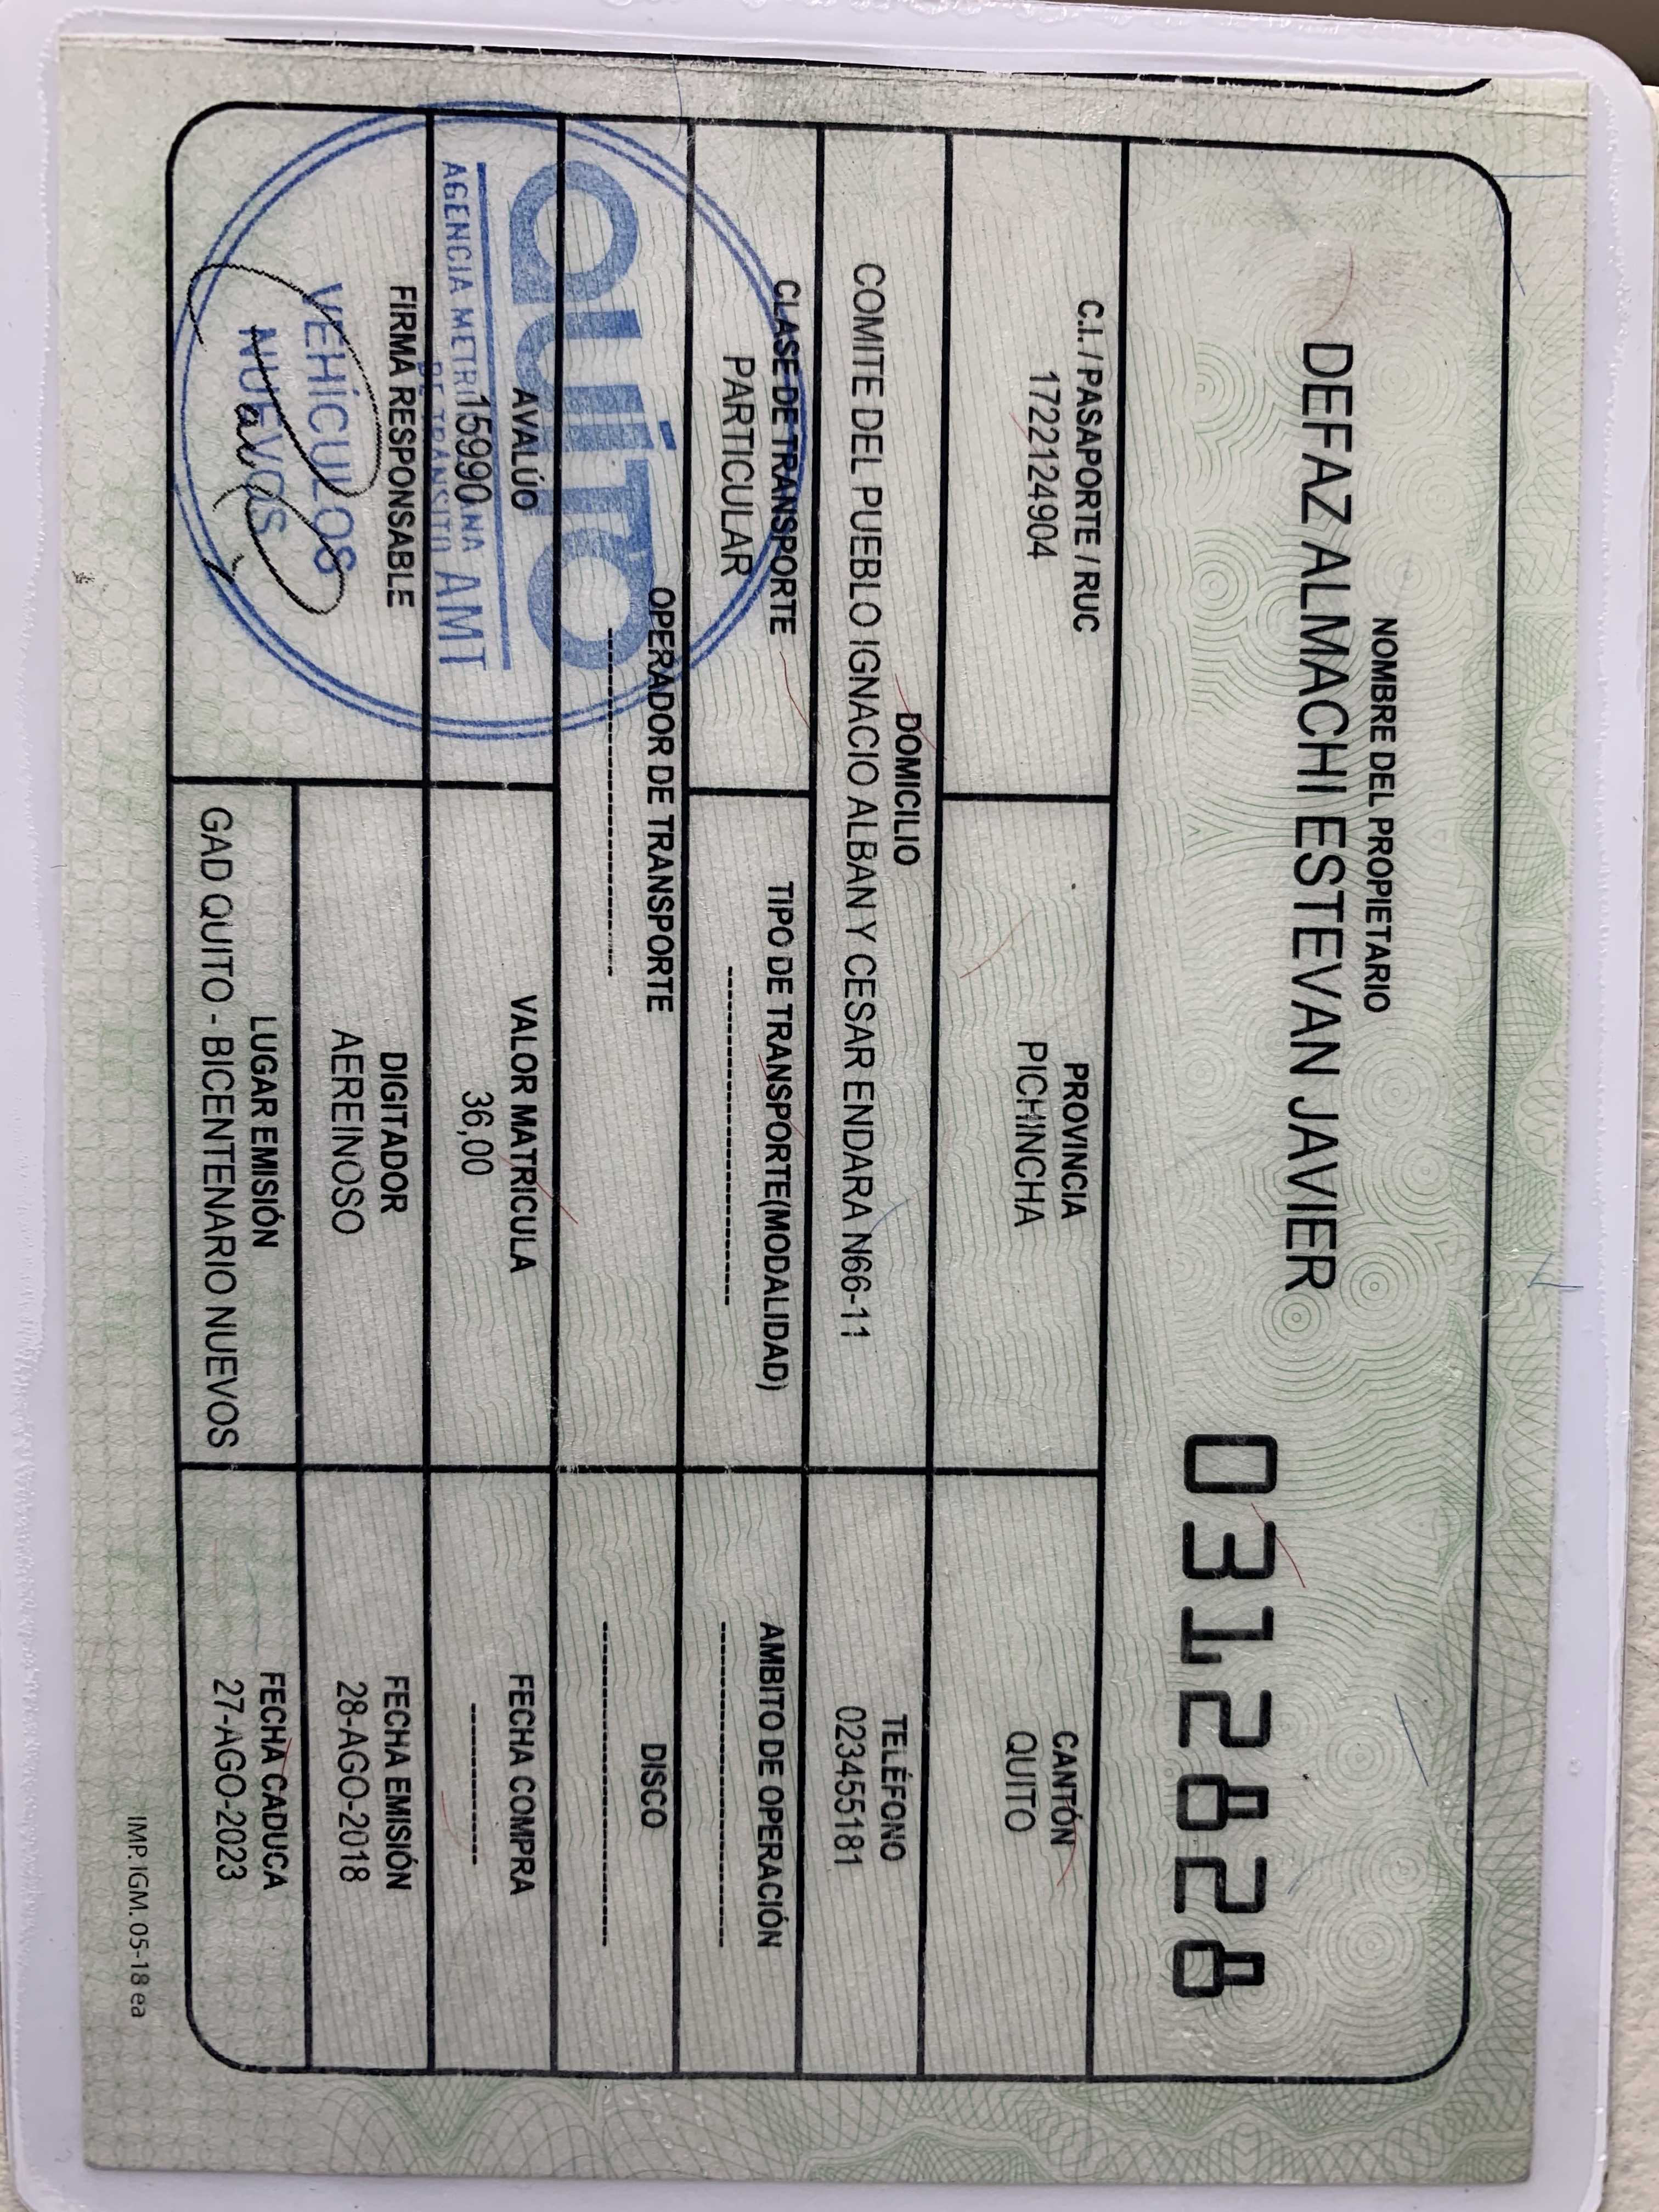 NOMBRE DEL PROPIETARIO
DEFAZ ALMACHI ESTEVAN JAVIER
0312828
C.I. / PASAPORTE / RUC
1722124904
PROVINCIA
PICHINCHA
CANTÓN
QUITO
DOMICILIO
COMITE DEL PUEBLO IGNACIO ALBAN Y CESAR ENDARA N66-11
TELÉFONO
023455181
CLASE DE TRANSPORTE
PARTICULAR
TIPO DE TRANSPORTE(MODALIDAD)
AMBITO DE OPERACIÓN
OPERADOR DE TRANSPORTE
DISCO
QUITO
AGENCIA METROPOLITANA
DE TRÁNSITO AMT
VEHÍCULOS
NUEVOS
AVALÚO
15990
VALOR MATRICULA
36,00
FECHA COMPRA
FIRMA RESPONSABLE
DIGITADOR
AEREINOSO
FECHA EMISIÓN
28-AGO-2018
LUGAR EMISIÓN
GAD QUITO - BICENTENARIO NUEVOS
FECHA CADUCA
27-AGO-2023
IMP. IGM. 05-18 ea